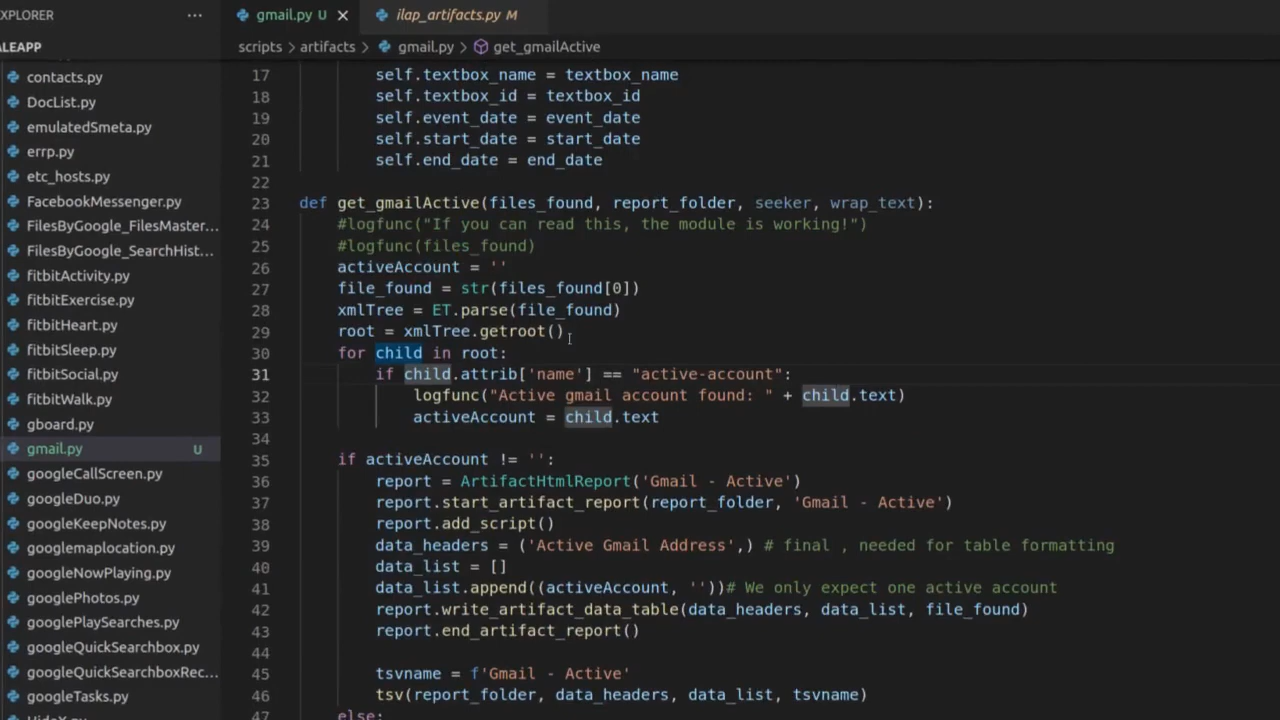 XPLORER
···
gmail.py U
ilap_artifacts.py M
ALEAPP
scripts > artifacts > gmail.py > get_gmailActive
contacts.py
DocList.py
emulatedSmeta.py
errp.py
etc_hosts.py
FacebookMessenger.py
FilesByGoogle_FilesMaster...
FilesByGoogle_SearchHist...
fitbitActivity.py
fitbitExercise.py
fitbitHeart.py
fitbitSleep.py
fitbitSocial.py
fitbitWalk.py
gboard.py
gmail.py U
googleCallScreen.py
googleDuo.py
googleKeepNotes.py
googlemaplocation.py
googleNowPlaying.py
googlePhotos.py
googlePlaySearches.py
googleQuickSearchbox.py
googleQuickSearchboxRec...
googleTasks.py
17 self.textbox_name = textbox_name
18 self.textbox_id = textbox_id
19 self.event_date = event_date
20 self.start_date = start_date
21 self.end_date = end_date
22
23 def get_gmailActive(files_found, report_folder, seeker, wrap_text):
24 #logfunc("If you can read this, the module is working!")
25 #logfunc(files_found)
26 activeAccount = ''
27 file_found = str(files_found[0])
28 xmlTree = ET.parse(file_found)
29 root = xmlTree.getroot()
30 for child in root:
31 if child.attrib['name'] == "active-account":
32 logfunc("Active gmail account found: " + child.text)
33 activeAccount = child.text
34
35 if activeAccount != '':
36 report = ArtifactHtmlReport('Gmail - Active')
37 report.start_artifact_report(report_folder, 'Gmail - Active')
38 report.add_script()
39 data_headers = ('Active Gmail Address',) # final , needed for table formatting
40 data_list = []
41 data_list.append((activeAccount, ''))# We only expect one active account
42 report.write_artifact_data_table(data_headers, data_list, file_found)
43 report.end_artifact_report()
44
45 tsvname = f'Gmail - Active'
46 tsv(report_folder, data_headers, data_list, tsvname)
47 else: